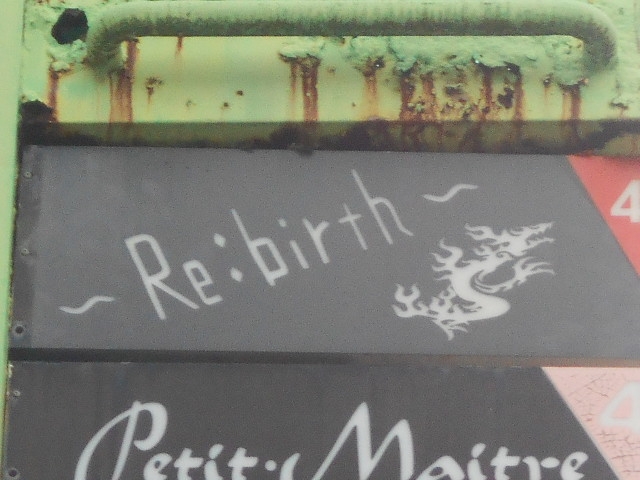 ~ Re:birth ~
4
Petit·Maitre
4